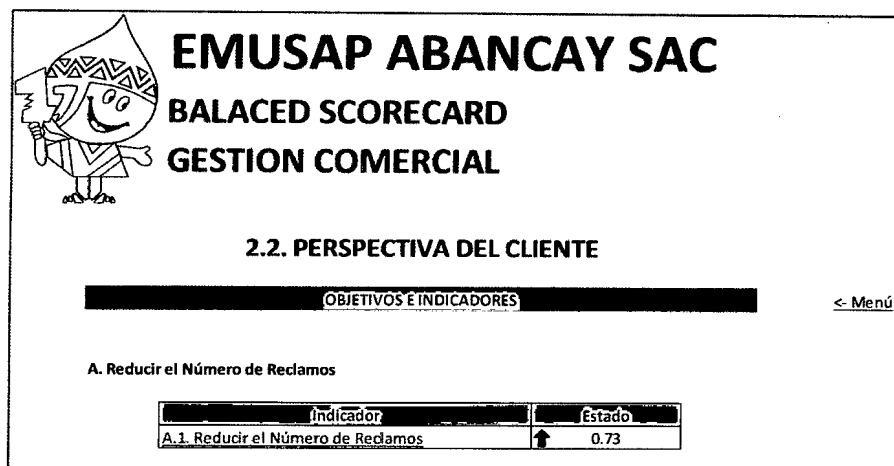 EMUSAP ABANCAY SAC
BALACED SCORECARD
GESTION COMERCIAL
2.2. PERSPECTIVA DEL CLIENTE
OBJETIVOS E INDICADORES
<- Menú
A. Reducir el Número de Reclamos
Indicador Estado
A.1. Reducir el Número de Reclamos 0.73